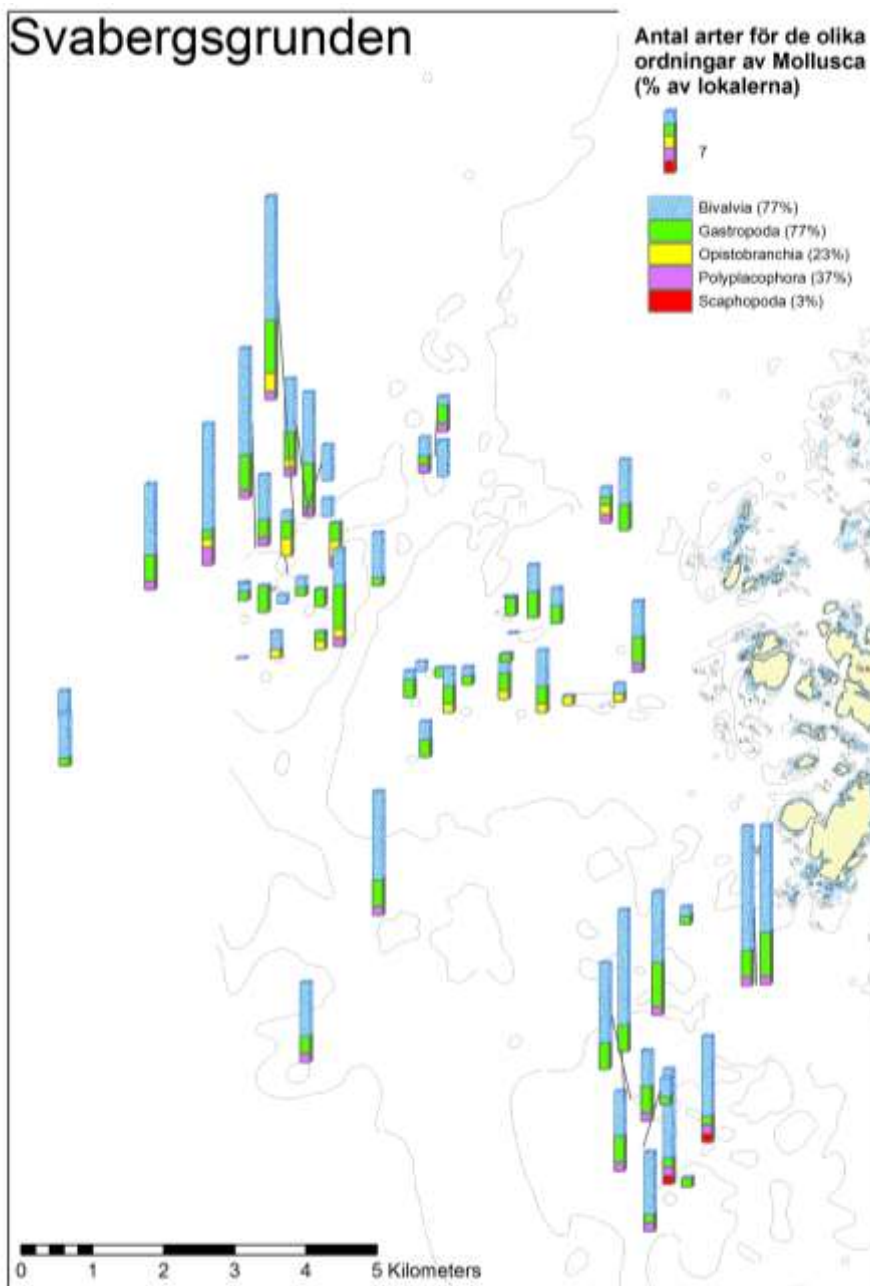 Svabergsgrunden
Antal arter för de olika
ordningar av Mollusca
(% av lokalerna)
7
Bivalvia (77%)
Gastropoda (77%)
Opistobranchia (23%)
Polyplacophora (37%)
Scaphopoda (3%)
0 1 2 3 4 5 Kilometers